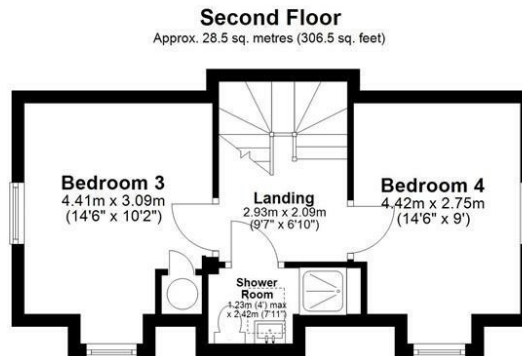 Second Floor
Approx. 28.5 sq. metres (306.5 sq. feet)
Bedroom 3
4.41m x 3.09m
(14'6" x 10'2")
Landing
2.93m x 2.09m
(9'7" x 6'10")
Bedroom 4
4.42m x 2.75m
(14'6" x 9')
Shower
Room
1.23m (4') max
x 2.42m (7'11")